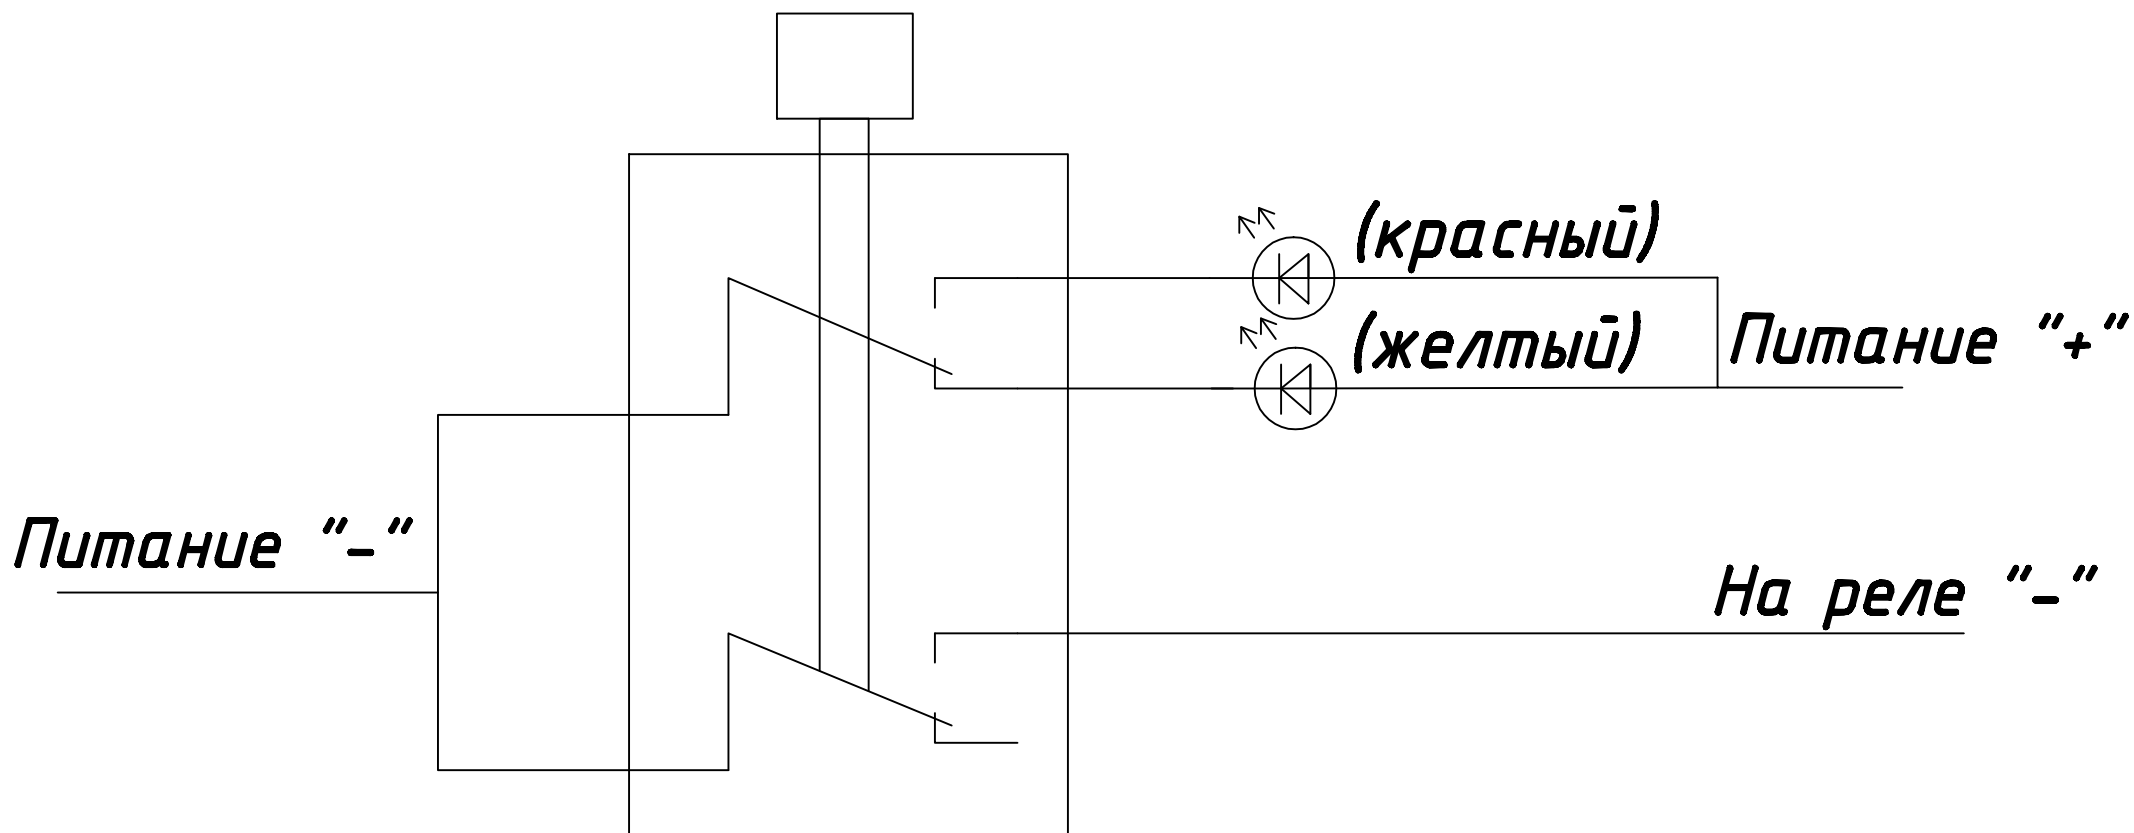 (красный)
(желтый)
Питание "+"
Питание "-"
На реле "-"